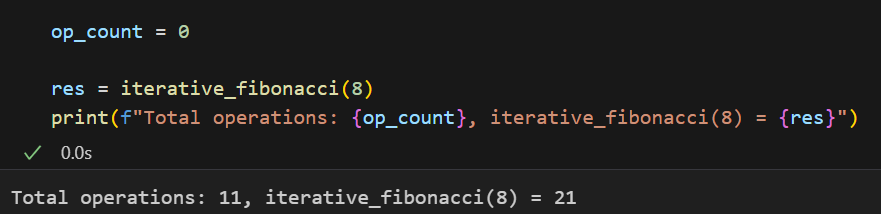 op_count = 0
res = iterative_fibonacci(8)
print(f"Total operations: {op_count}, iterative_fibonacci(8) = {res}")
0.0s
Total operations: 11, iterative_fibonacci(8) = 21